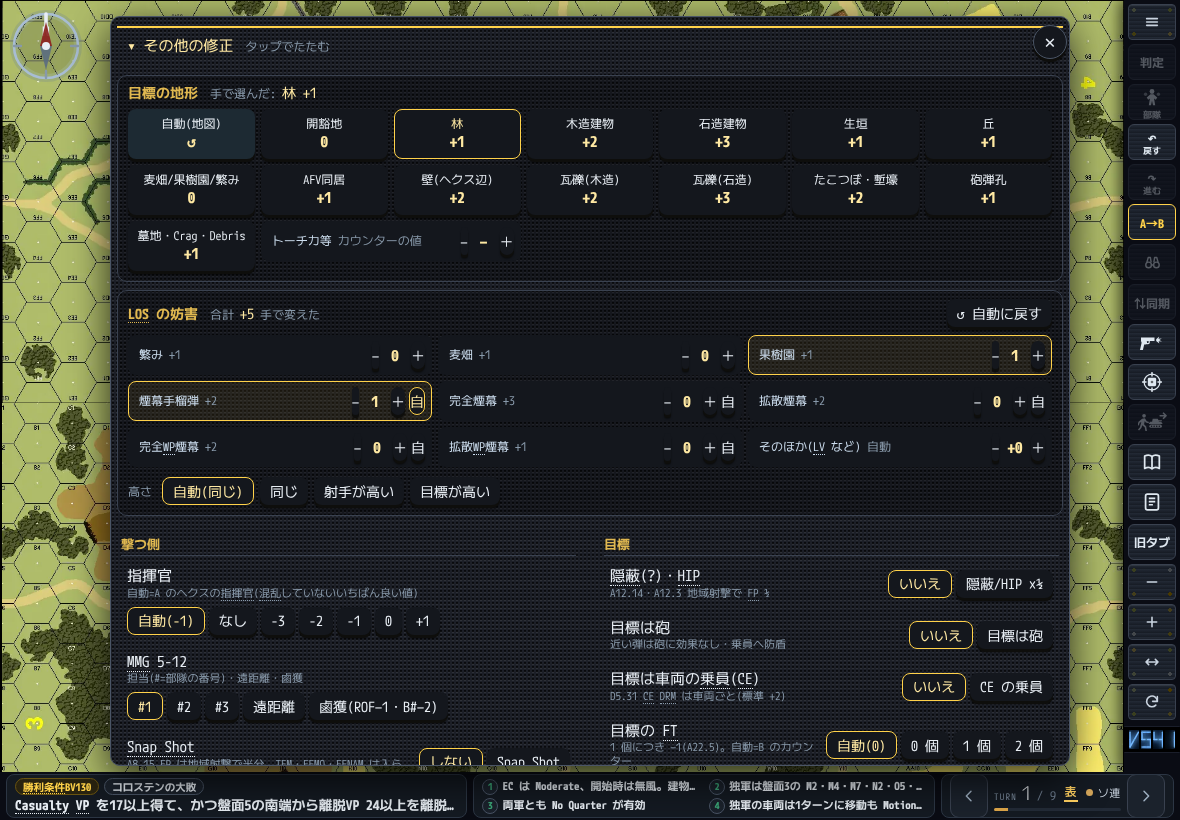 ▼ その他の修正 タップでたたむ
×
目標の地形 手で選んだ: 林 +1
自動(地図) ↺
開豁地 0
林 +1
木造建物 +2
石造建物 +3
生垣 +1
丘 +1
麦畑/果樹園/繋み 0
AFV同居 +1
壁(ヘクス辺) +2
瓦礫(木造) +2
瓦礫(石造) +3
たこつぼ・塹壕 +2
砲弾孔 +1
墓地・Crag・Debris +1
トーチカ等 カウンターの値 - - +
LOS の妨害 合計 +5 手で変えた
↺ 自動に戻す
繋み +1 - 0 +
麦畑 +1 - 0 +
果樹園 +1 - 1 +
煙幕手榴弾 +2 - 1 + 自
完全煙幕 +3 - 0 + 自
拡散煙幕 +2 - 0 + 自
完全WP煙幕 +2 - 0 + 自
拡散WP煙幕 +1 - 0 + 自
そのほか(LV など) 自動 - +0 +
高さ 自動(同じ) 同じ 射手が高い 目標が高い
撃つ側
指揮官
自動=A のヘクスの指揮官(混乱していないいちばん良い値)
自動(-1) なし -3 -2 -1 0 +1
MMG 5-12
担当(#=部隊の番号)・遠距離・鹵獲
#1 #2 #3 遠距離 鹵獲(ROF-1・B#-2)
Snap Shot
しない Snap Shot
目標
隠蔽(?)・HIP
A12.14・A12.3 地域射撃で FP ½
いいえ 隠蔽/HIP x½
目標は砲
近い弾は砲に効果なし・乗員へ防盾
いいえ 目標は砲
目標は車両の乗員(CE)
D5.31 CE DRM は車両ごと(標準 +2)
いいえ CE の乗員
目標の FT
1 個につき -1(A22.5)。自動=B のカウンター
自動(0) 0 個 1 個 2 個
判定
部隊
戻す
進む
A→B
同期
旧タブ
VS41
4
3
勝利条件BV130 コロステンの大敗
Casualty VP を17以上得て、かつ盤面5の南端から離脱VP 24以上を離脱…
1 EC は Moderate、開始時は無風。建物…
2 独軍は盤面3の M2・M4・M7・N2・O5・…
3 両軍とも No Quarter が有効
4 独軍の車両は1ターンに移動も Motion…
TURN 1 / 9 表 ソ連